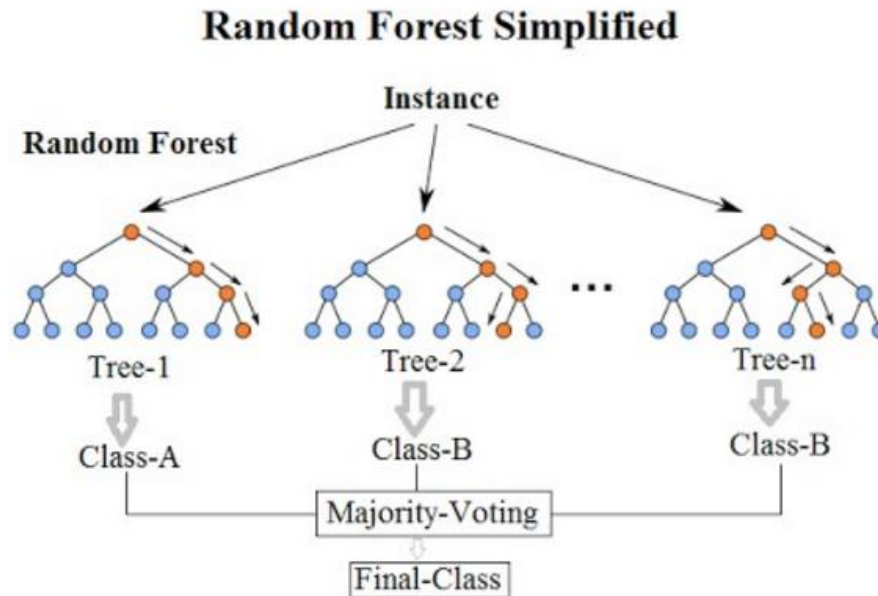 Random Forest Simplified
Instance
Random Forest
...
Tree-1
Tree-2
Tree-n
Class-A
Class-B
Class-B
Majority-Voting
Final-Class